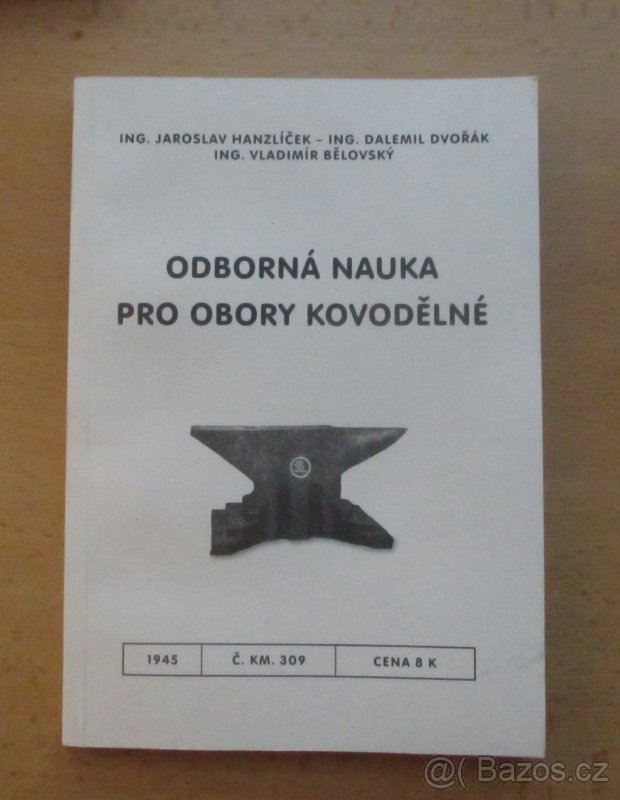 ING. JAROSLAV HANZLÍČEK – ING. DALEMIL DVOŘÁK
ING. VLADIMÍR BĚLOVSKÝ
ODBORNÁ NAUKA
PRO OBORY KOVODĚLNÉ
1945 Č. KM. 309 CENA 8 K
@ Bazos.cz